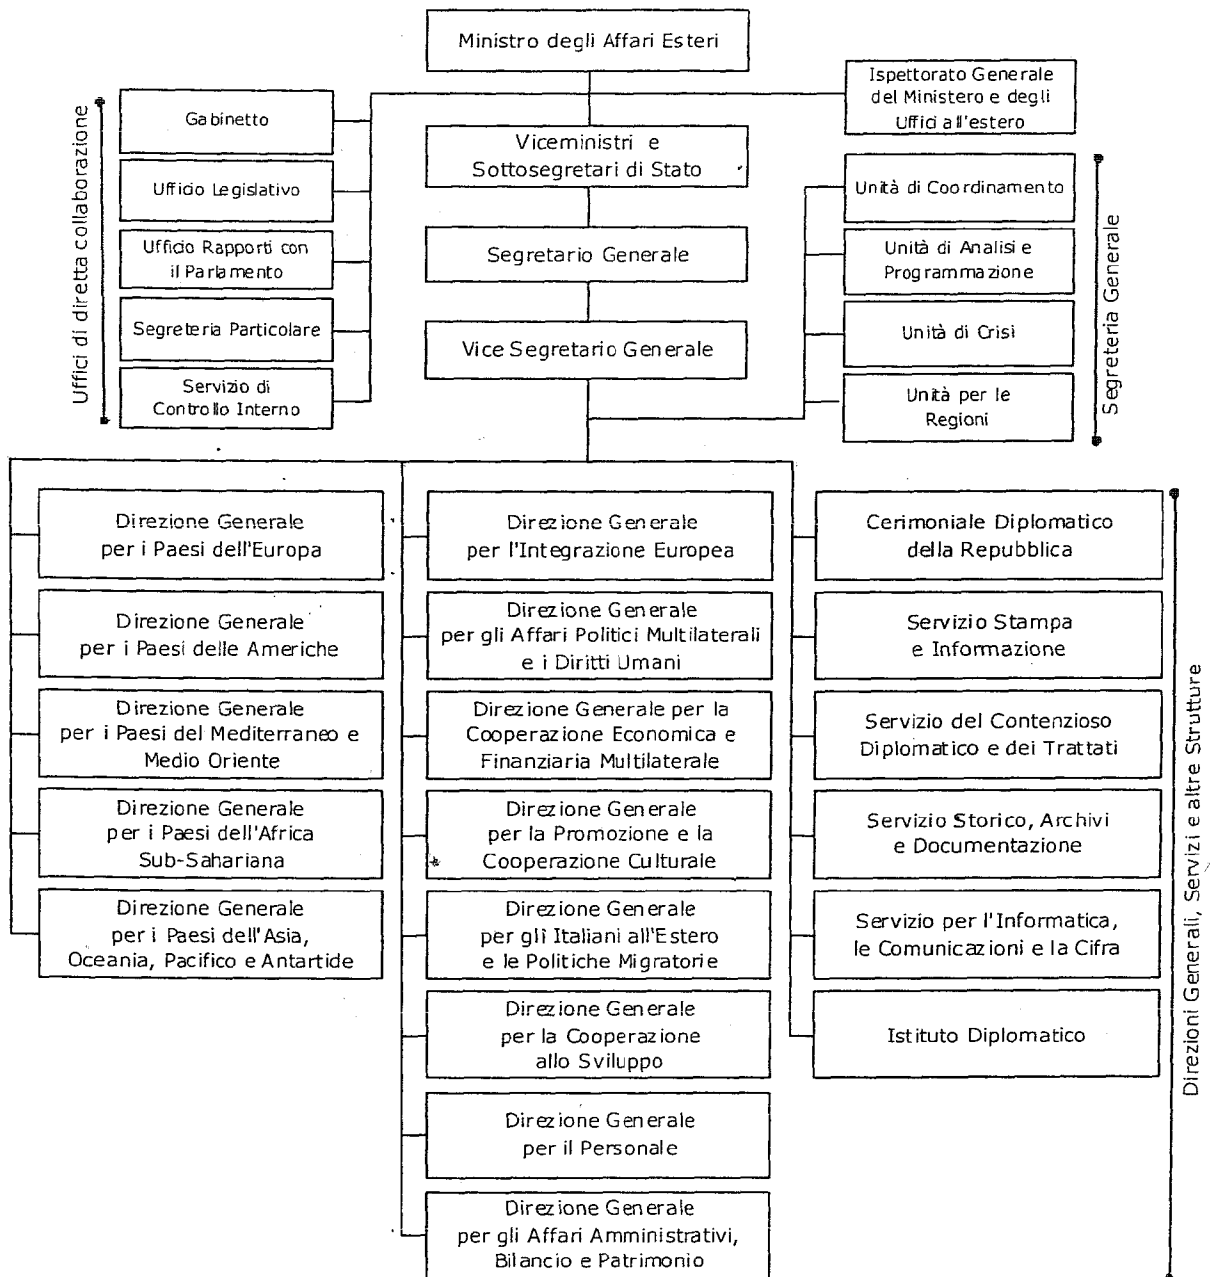 Ministro degli Affari Esteri
Ispettorato Generale
del Ministero e degli
Uffici all'estero
Uffici di diretta collaborazione
Gabinetto
Ufficio Legislativo
Ufficio Rapporti con
il Parlamento
Segreteria Particolare
Servizio di
Controllo Interno
Viceministri e
Sottosegretari di Stato
Segretario Generale
Vice Segretario Generale
Unità di Coordinamento
Unità di Analisi e
Programmazione
Unità di Crisi
Unità per le
Regioni
Segreteria Generale
Direzione Generale
per i Paesi dell'Europa
Direzione Generale
per i Paesi delle Americhe
Direzione Generale
per i Paesi del Mediterraneo e
Medio Oriente
Direzione Generale
per i Paesi dell'Africa
Sub-Sahariana
Direzione Generale
per i Paesi dell'Asia,
Oceania, Pacifico e Antartide
Direzione Generale
per l'Integrazione Europea
Direzione Generale
per gli Affari Politici Multilaterali
e i Diritti Umani
Direzione Generale per la
Cooperazione Economica e
Finanziaria Multilaterale
Direzione Generale
per la Promozione e la
Cooperazione Culturale
Direzione Generale
per gli Italiani all'Estero
e le Politiche Migratorie
Direzione Generale
per la Cooperazione
allo Sviluppo
Direzione Generale
per il Personale
Direzione Generale
per gli Affari Amministrativi,
Bilancio e Patrimonio
Cerimoniale Diplomatico
della Repubblica
Servizio Stampa
e Informazione
Servizio del Contenzioso
Diplomatico e dei Trattati
Servizio Storico, Archivi
e Documentazione
Servizio per l'Informatica,
le Comunicazioni e la Cifra
Istituto Diplomatico
Direzioni Generali, Servizi e altre Strutture